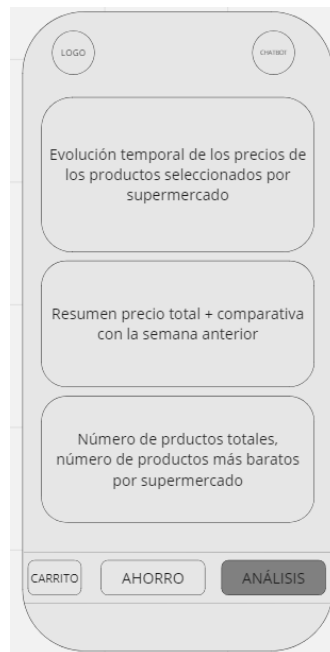 LOGO
CHATBOT
Evolución temporal de los precios de
los productos seleccionados por
supermercado
Resumen precio total + comparativa
con la semana anterior
Número de prductos totales,
número de productos más baratos
por supermercado
CARRITO
AHORRO
ANÁLISIS